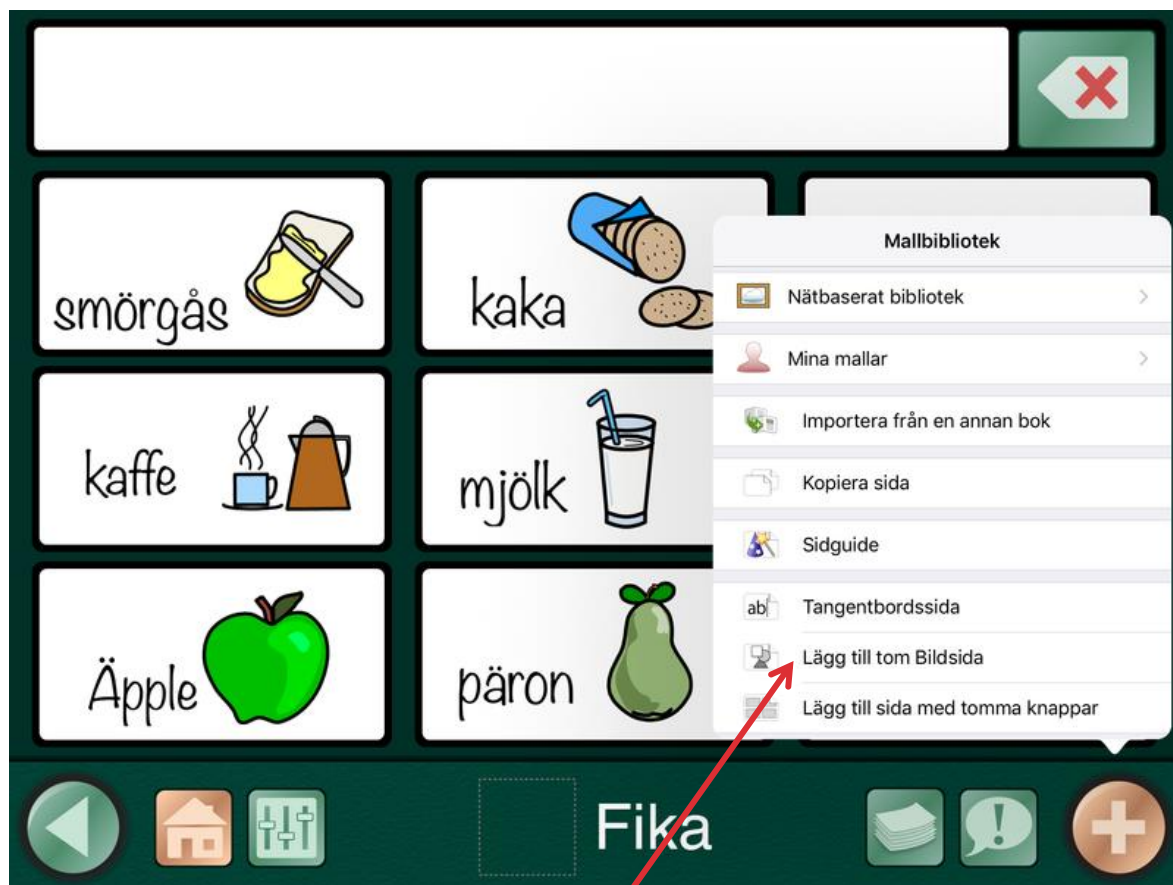 smörgås
kaka
kaffe
mjölk
Äpple
päron
Mallbibliotek
Nätbaserat bibliotek
Mina mallar
Importera från en annan bok
Kopiera sida
Sidguide
ab Tangentbordssida
Lägg till tom Bildsida
Lägg till sida med tomma knappar
Fika